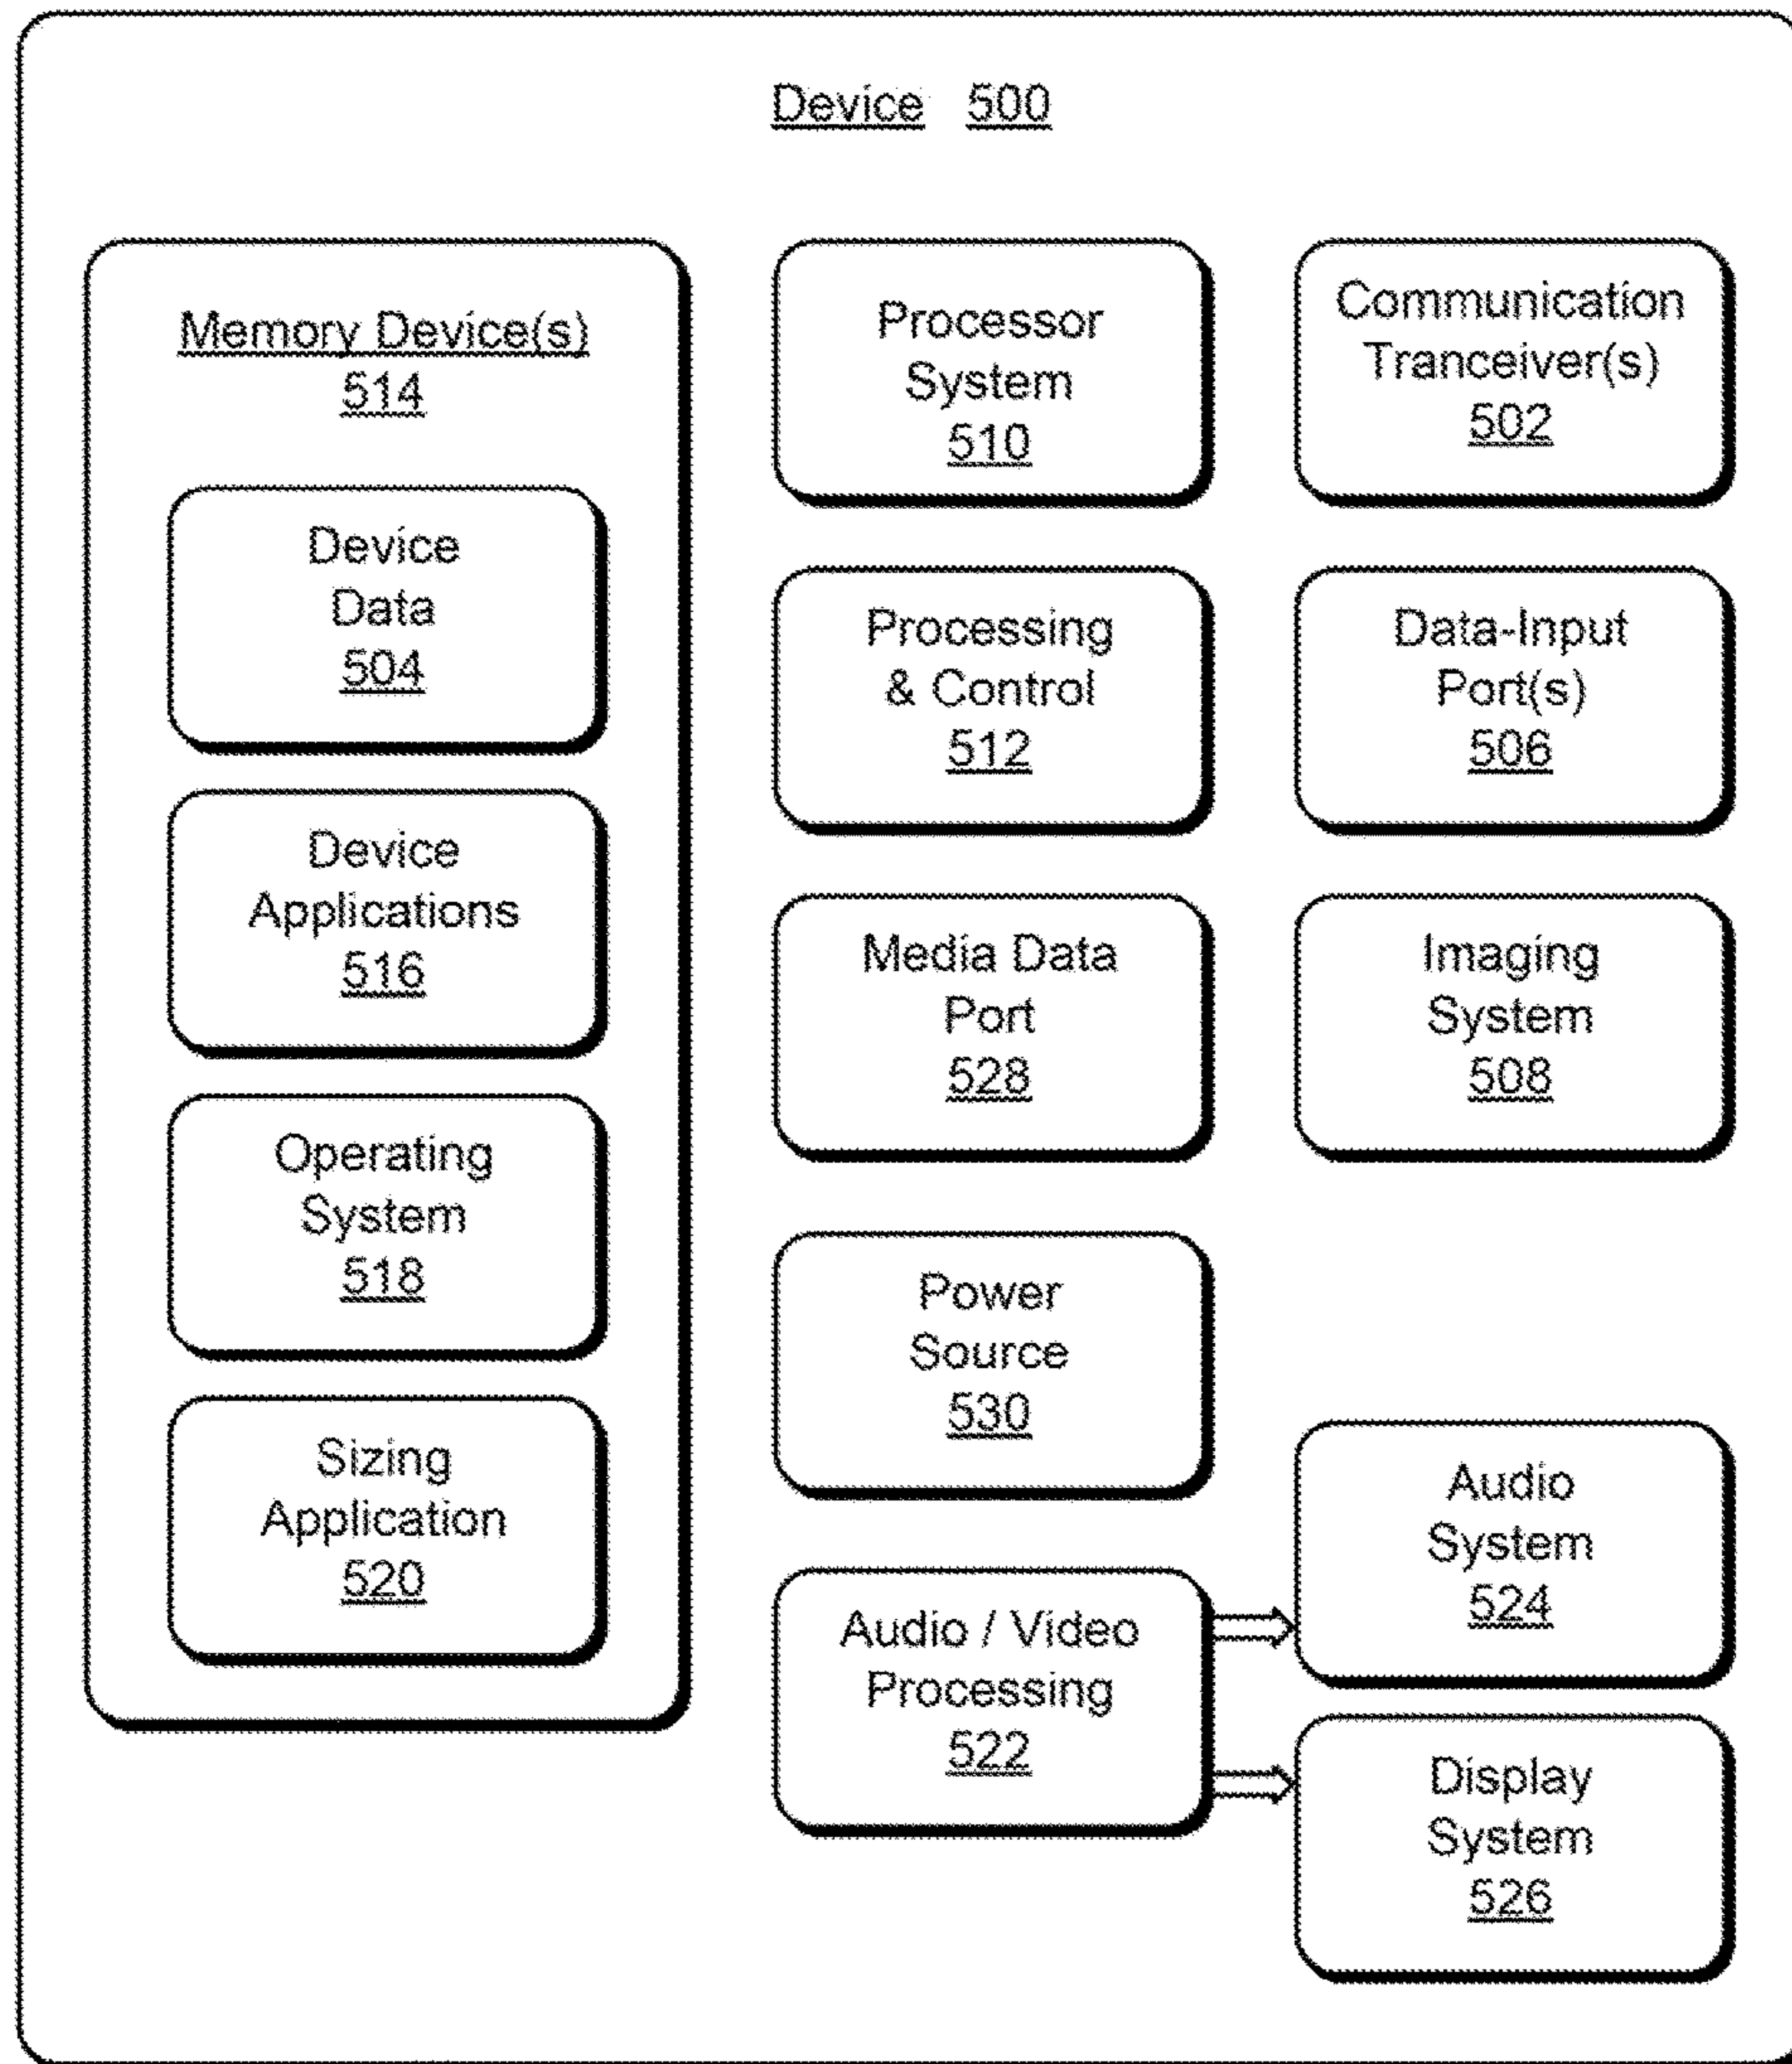 Device 500
Memory Device(s)
514
Device
Data
504
Device
Applications
516
Operating
System
518
Sizing
Application
520
Processor
System
510
Communication
Tranceiver(s)
502
Processing
& Control
512
Data-Input
Port(s)
506
Media Data
Port
528
Imaging
System
508
Power
Source
530
Audio / Video
Processing
522
Audio
System
524
Display
System
526